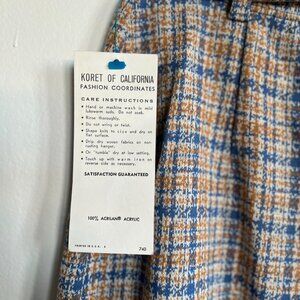 KORET OF CALIFORNIA
FASHION COORDINATES
CARE INSTRUCTIONS
• Hand or machine wash in mild
lukewarm suds. Do not soak.
• Rinse thoroughly.
• Do not wring or twist.
• Shape knits to size and dry on
flat surface.
• Drip dry woven fabrics on non-
rusting hanger.
• Or "tumble" dry at low setting.
• Touch up with warm iron on
reverse side as necessary.
SATISFACTION GUARANTEED
100% ACRILAN® ACRYLIC
PRINTED IN U.S.A.
740